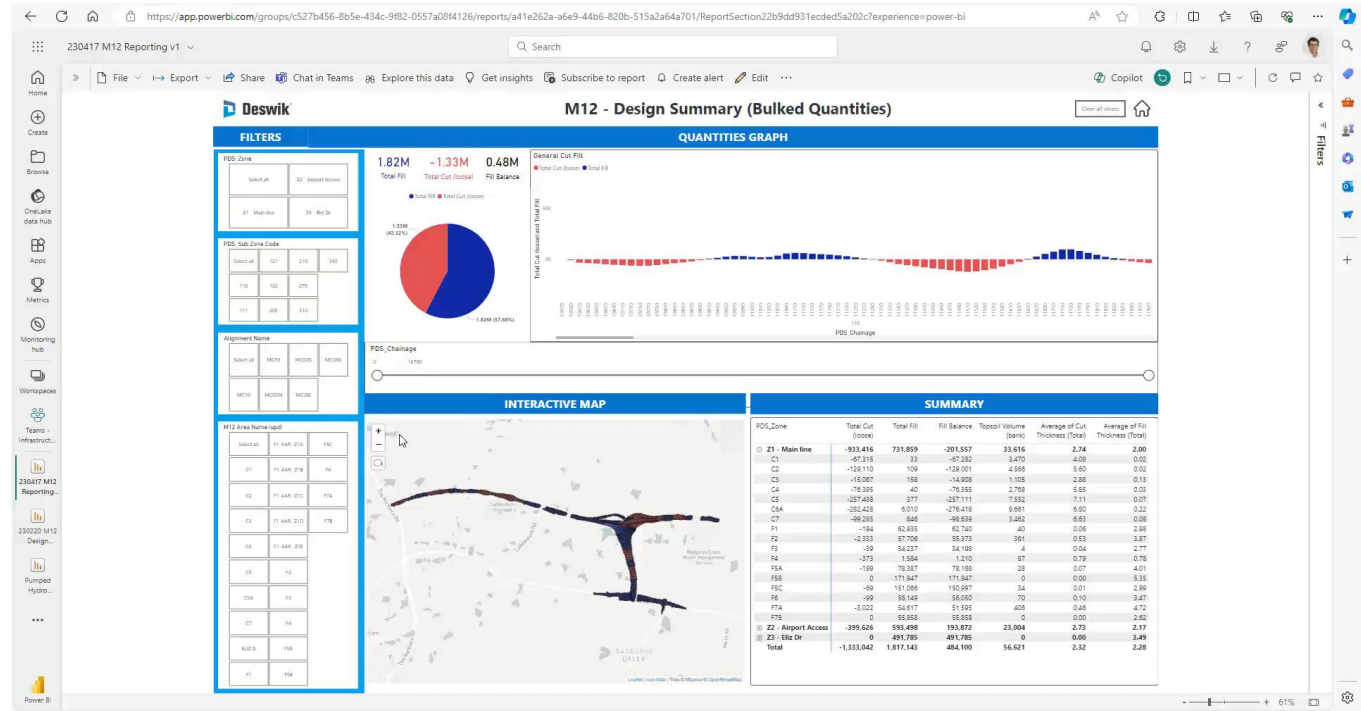 https://app.powerbi.com/groups/c527b456-8b5e-434c-9f82-0557a08f4126/reports/a41e262a-a6e9-44b6-820b-515a2a64a701/ReportSection22b9dd931ecded5a202c?experience=power-bi
230417 M12 Reporting v1
Search
File Export Share Chat in Teams Explore this data Get insights Subscribe to report Create alert Edit ... Copilot
Home
Create
Browse
OneLake
data hub
Apps
Metrics
Monitoring
hub
Workspaces
Teams -
Infrastruct...
230417 M12
Reporting...
230220 M12
Design...
Pumped
Hydro...
Power BI
Deswik
M12 - Design Summary (Bulked Quantities)
Clear all slicers
Filters
FILTERS
QUANTITIES GRAPH
PDS_Zone
Select all Z2 - Airport Access
Z1 - Main line Z3 - Eliz Dr
PDS_Sub Zone Code
Select all 121 210
110 122 270
111 310
Alignment Name
Select all MC70
MC10
M12 Area Name (upd)
Select all F1 AAR- Z1A F5C
C1 F1 AAR- Z1B F6
C2 F1 AAR- Z1C F7A
C3 F1 AAR- Z1D F7B
C4
C5 F2
C6A F3
C7 F4
ELIZ D F5A
F1 F5B
1.82M -1.33M 0.48M
Total Fill Total Cut (loose) Fill Balance
Total Fill Total Cut (loose)
1.33M
(42.32%)
1.82M (57.68%)
General Cut Fill
Total Cut (loose) Total Fill
Total Cut (loose) and Total Fill
0K
110
PDS_Chainage
PDS_Chainage
0 16790
INTERACTIVE MAP
+
−
BADGERYS
CREEK
SUMMARY
PDS_Zone Total Cut (loose) Total Fill Fill Balance Topsoil Volume (bank) Average of Cut Thickness (Total) Average of Fill Thickness (Total)
Z1 - Main line -933,416 731,859 -201,557 33,616 2.74 2.00
C1 -67,315 33 -67,282 3,470 4.08 0.02
C2 -129,110 109 -129,001 4,566 5.60 0.02
C3 -15,067 158 -14,908 1,105 2.88 0.13
C4 -76,395 40 -76,355 2,768 5.85 0.03
C5 -257,488 377 -257,111 7,552 7.11 0.07
C6A -282,428 6,010 -276,418 9,661 6.80 0.22
C7 -99,285 646 -98,639 3,462 6.63 0.08
F1 -194 62,935 62,740 40 0.06 2.98
F2 -2,333 57,706 55,373 361 0.53 3.87
F3 -39 34,237 34,198 4 0.04 2.77
F4 -373 1,584 1,210 87 0.79 0.78
F5A -199 78,387 78,188 28 0.07 4.01
F5B 0 171,947 171,947 0 0.00 5.35
F5C -69 151,066 150,997 34 0.01 2.99
F6 -99 56,149 56,050 70 0.10 3.47
F7A -3,022 54,617 51,595 406 0.46 4.72
F7B 0 55,858 55,858 0 0.00 2.62
Z2 - Airport Access -399,626 593,498 193,872 23,004 2.73 2.17
Z3 - Eliz Dr 0 491,785 491,785 0 0.00 3.49
Total -1,333,042 1,817,143 484,100 56,621 2.32 2.28
61%